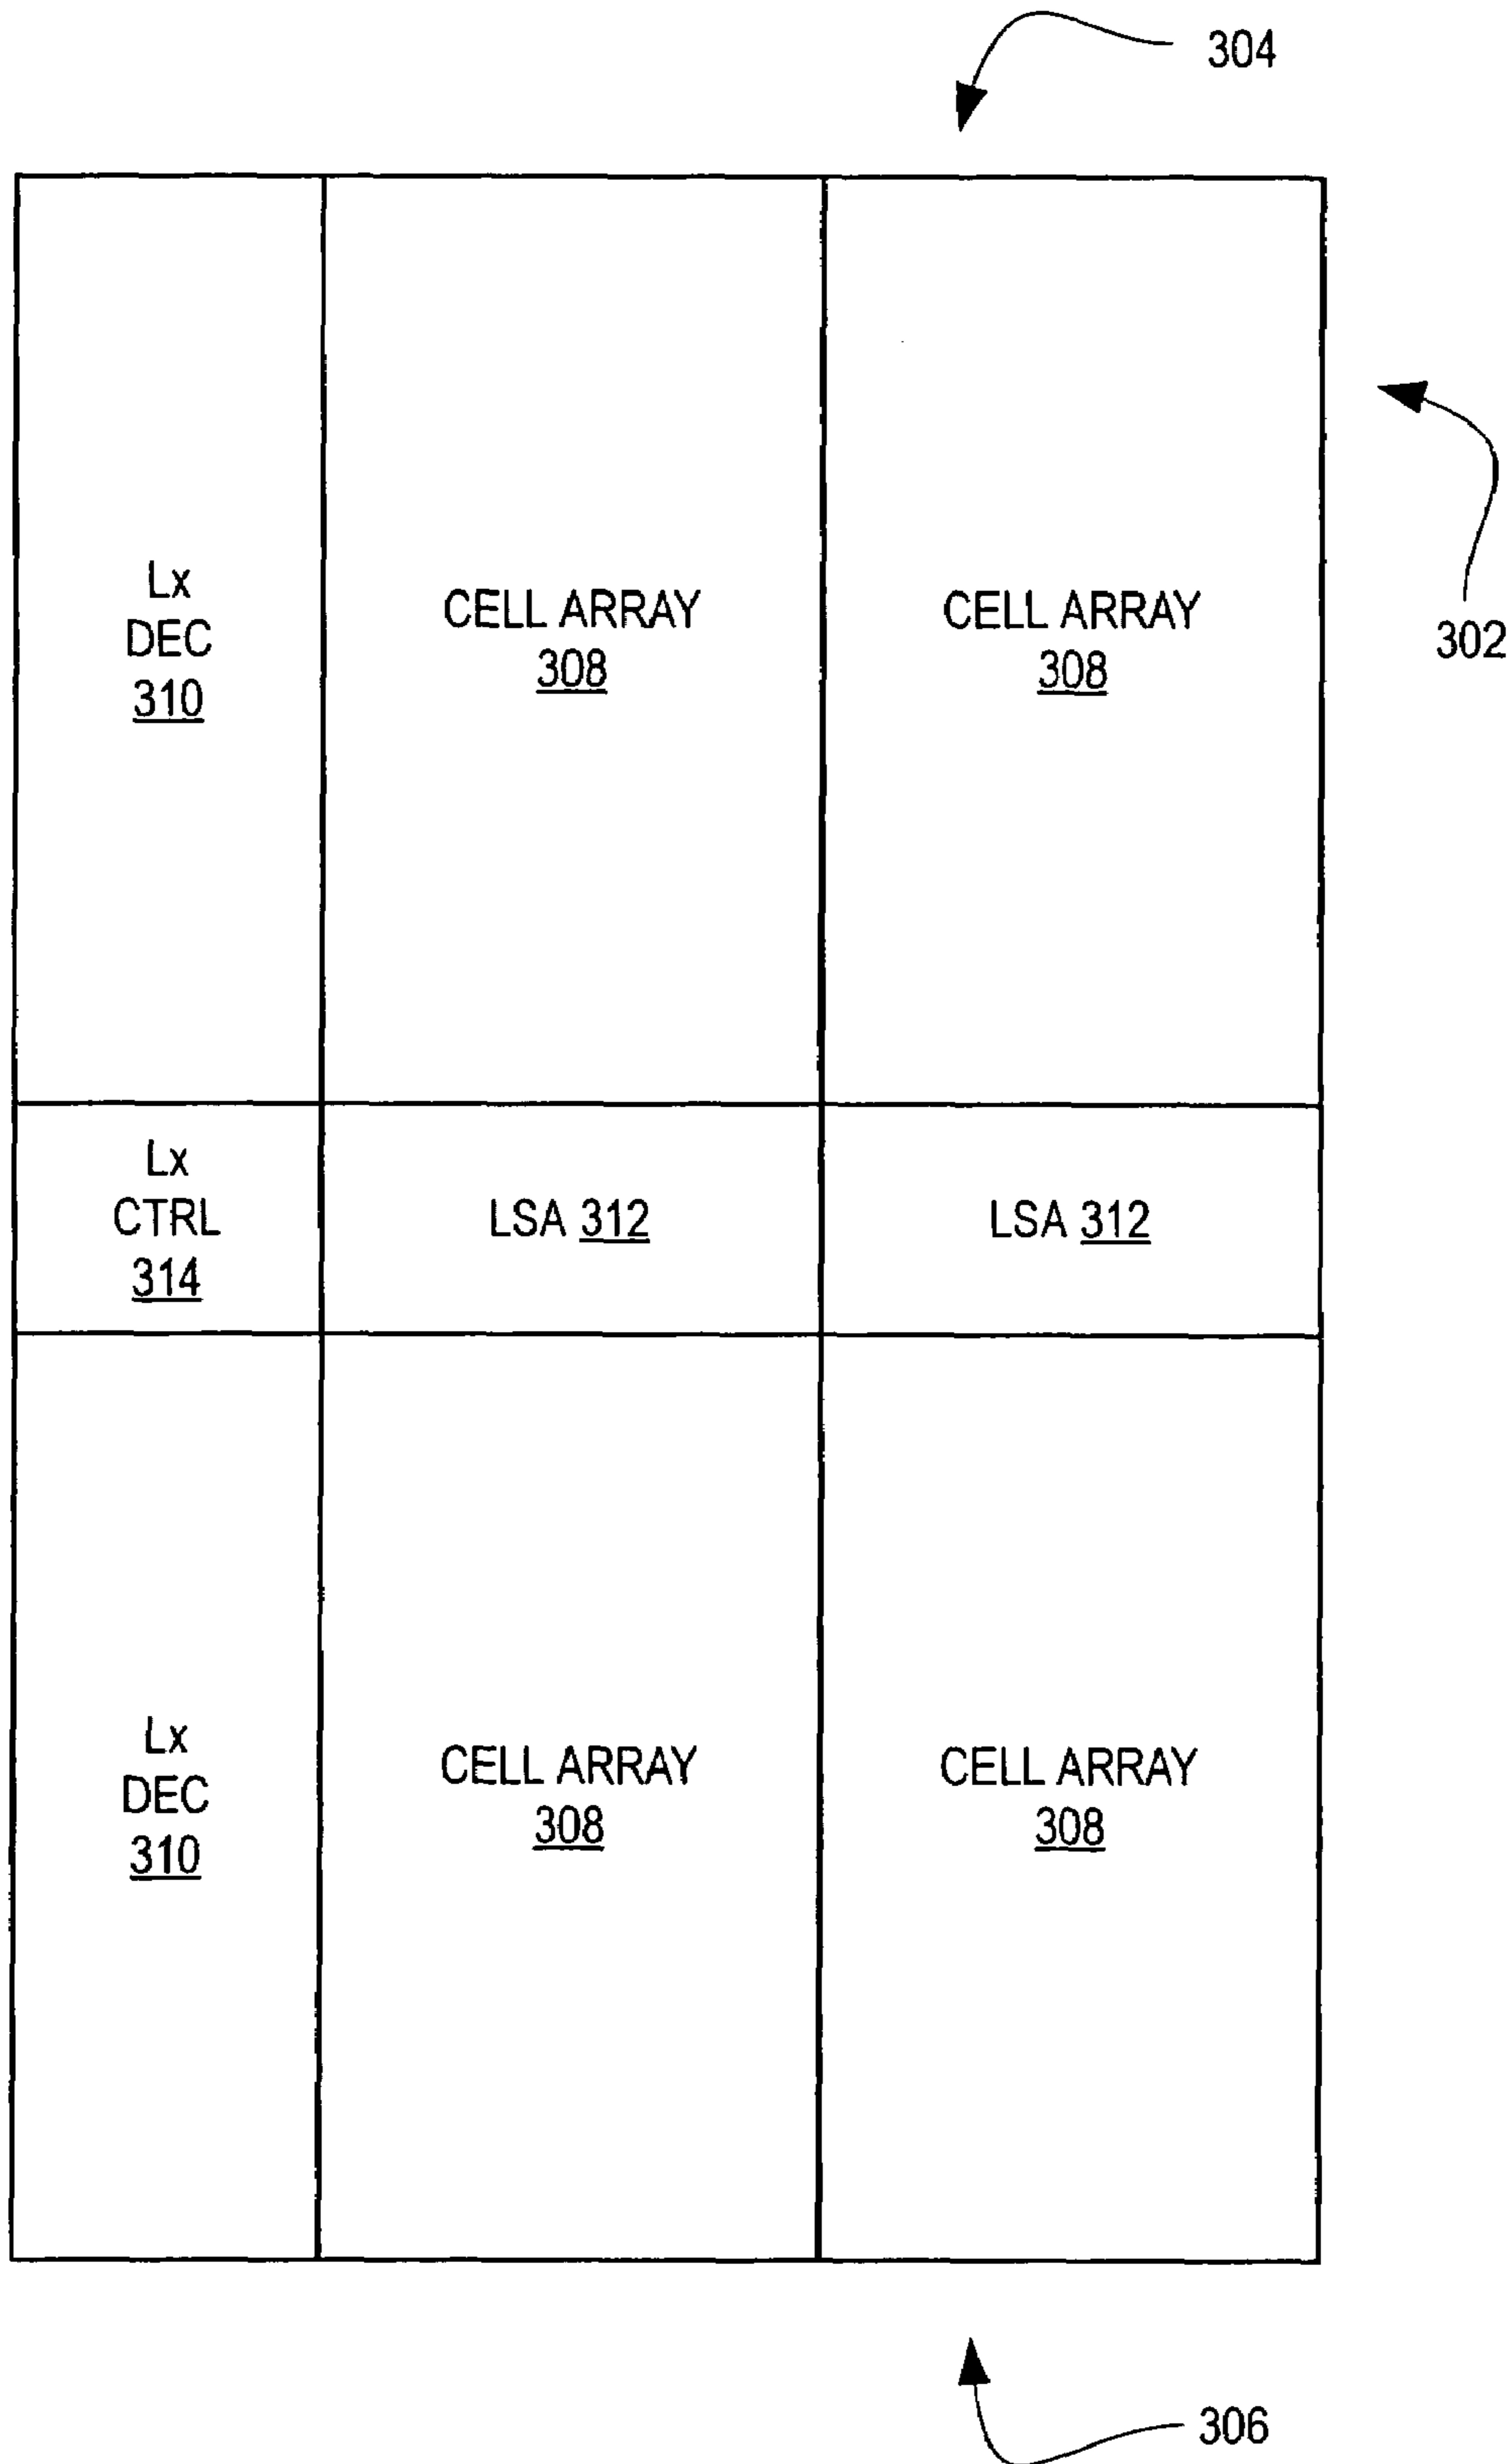 304
302
Lx
DEC
310
CELL ARRAY
308
CELL ARRAY
308
Lx
CTRL
314
LSA 312
LSA 312
Lx
DEC
310
CELL ARRAY
308
CELL ARRAY
308
306